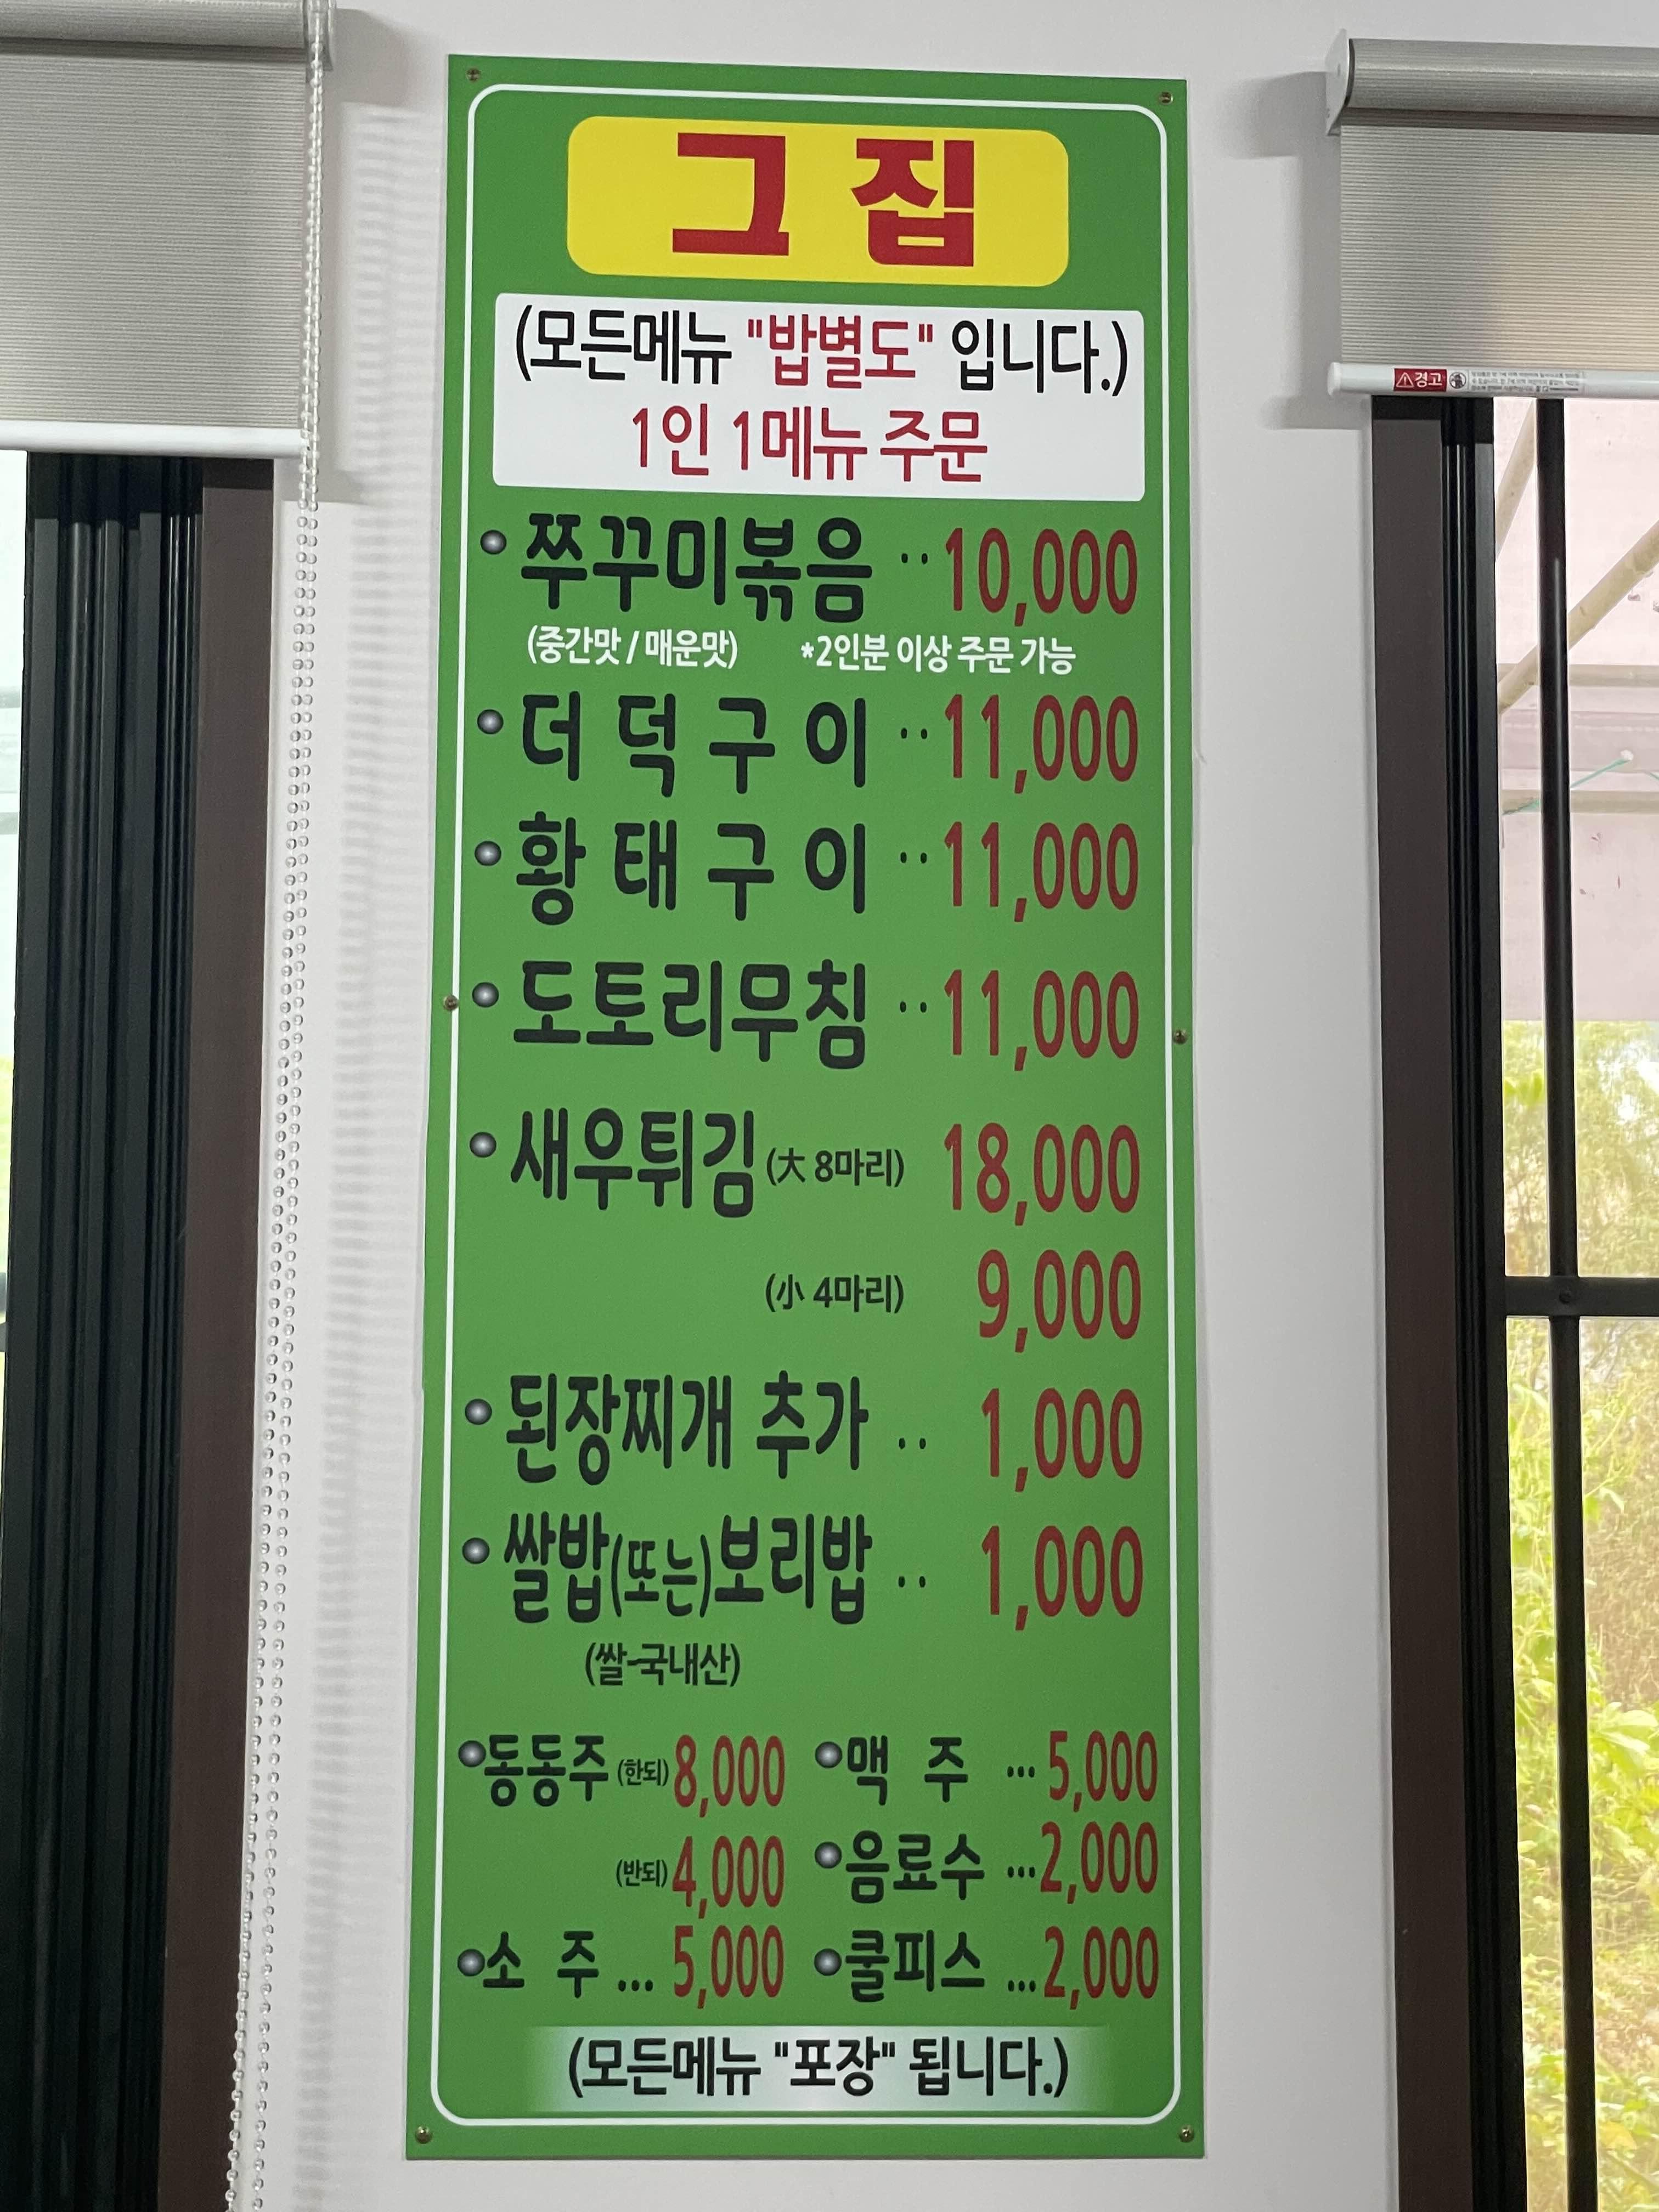 그 집
(모든메뉴 "밥별도" 입니다.)
1인 1메뉴 주문
쭈꾸미볶음 ·· 10,000
(중간맛 / 매운맛) *2인분 이상 주문 가능
더 덕 구 이 ·· 11,000
황 태 구 이 ·· 11,000
도토리무침 ·· 11,000
새우튀김 (大 8마리) 18,000
(小 4마리) 9,000
된장찌개 추가 ·· 1,000
쌀밥(또는)보리밥 ·· 1,000
(쌀-국내산)
동동주 (한되) 8,000 맥 주 ... 5,000
(반되) 4,000 음료수 ... 2,000
소 주 ... 5,000 쿨피스 ... 2,000
(모든메뉴 "포장" 됩니다.)
경고